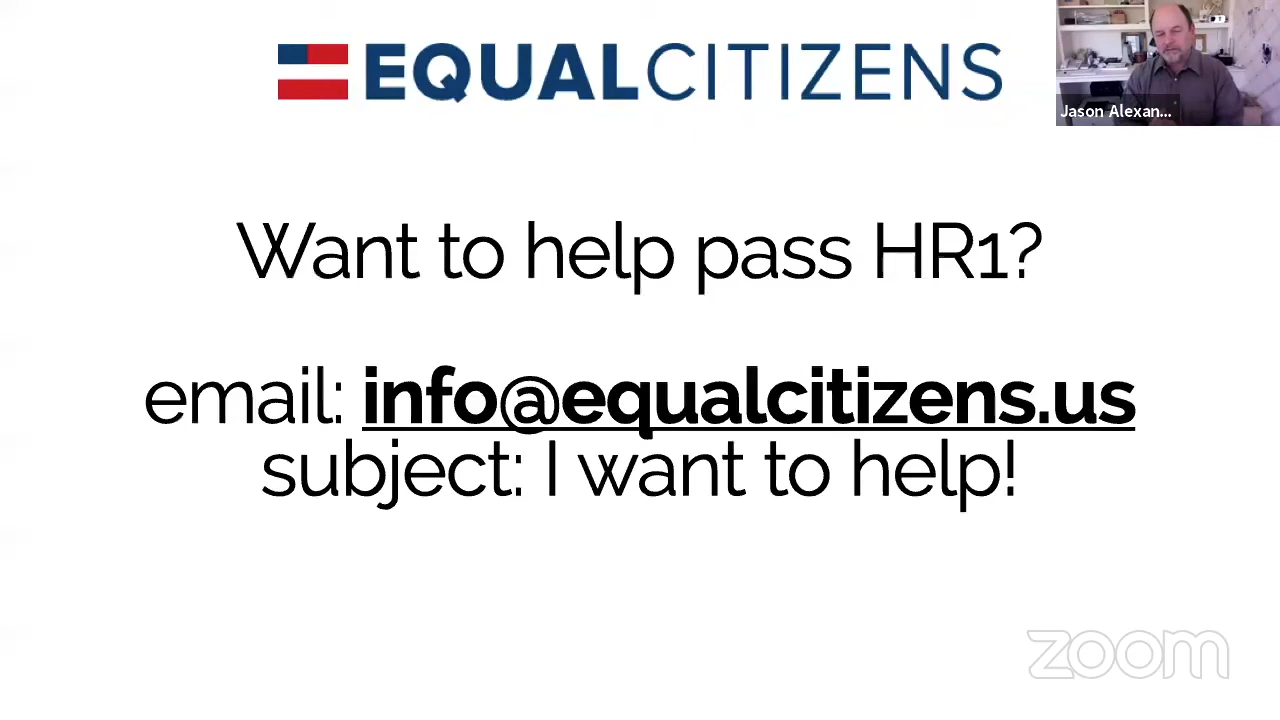 EQUALCITIZENS
Jason Alexan...
Want to help pass HR1?
email: info@equalcitizens.us
subject: I want to help!
zoom